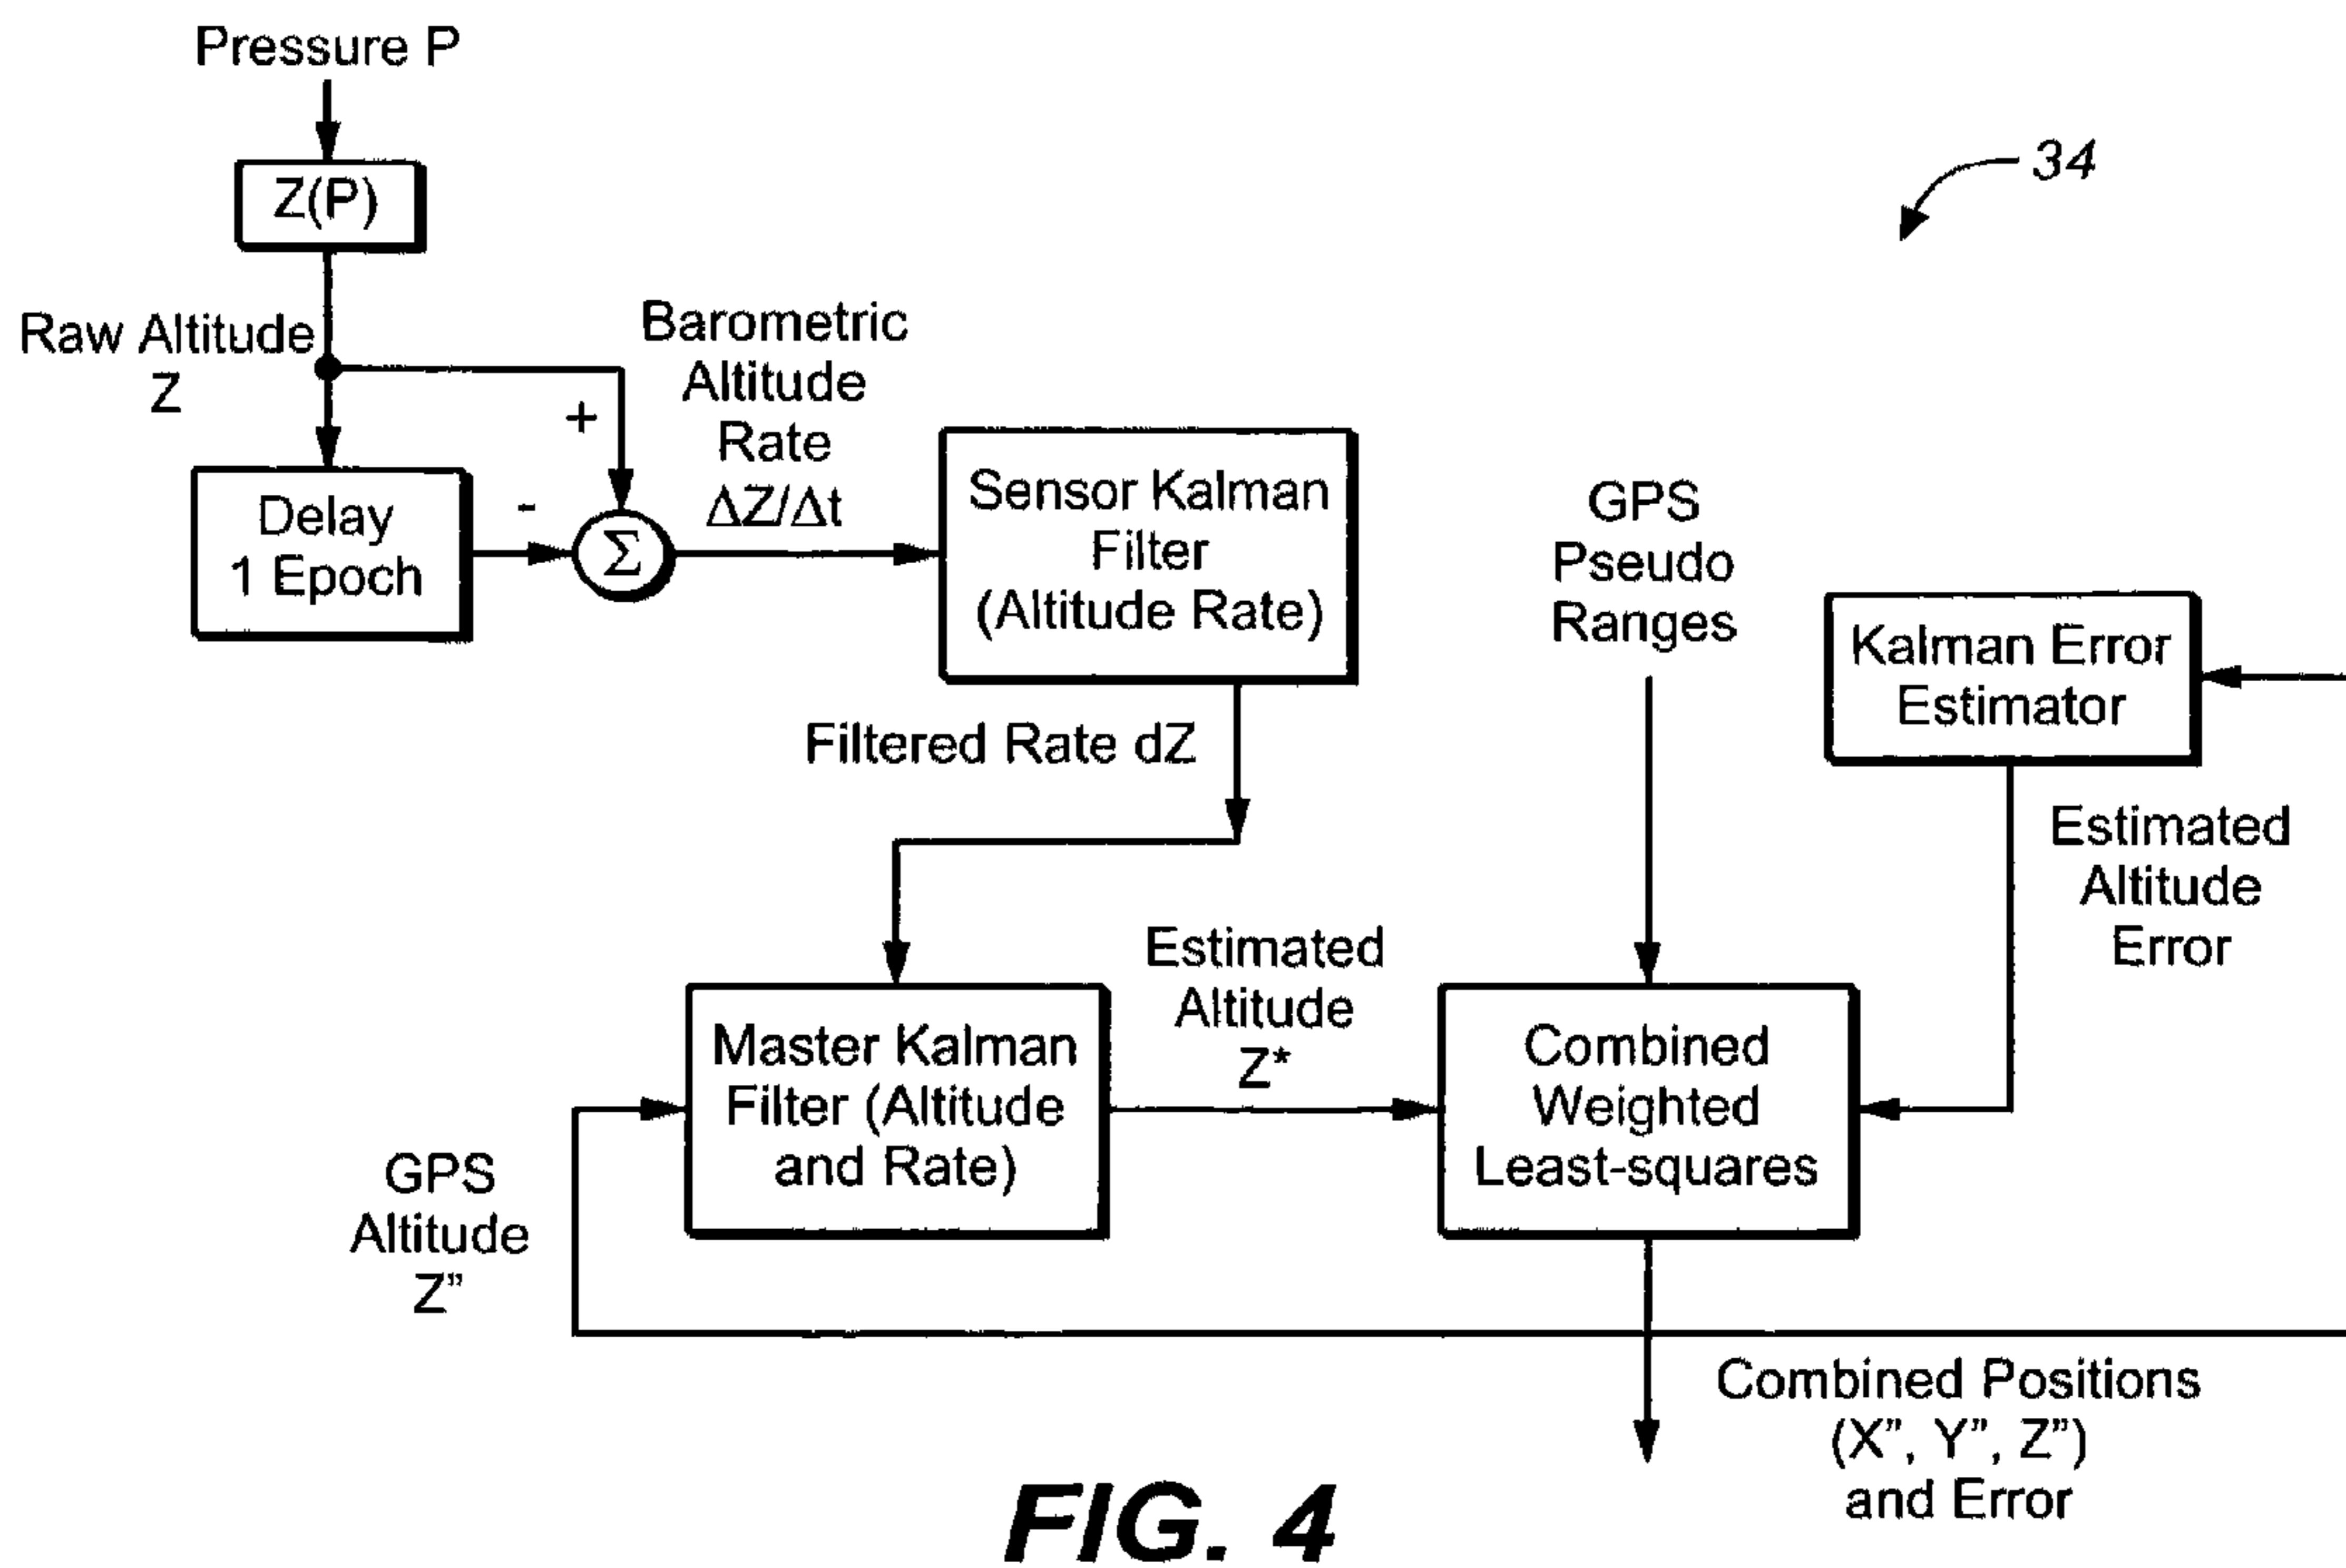 Pressure P
Z(P)
34
Raw Altitude
Z
Barometric
Altitude
Rate
ΔZ/Δt
+
-
Delay
1 Epoch
Σ
Sensor Kalman
Filter
(Altitude Rate)
GPS
Pseudo
Ranges
Kalman Error
Estimator
Filtered Rate dZ
Estimated
Altitude
Error
Estimated
Altitude
Z*
Master Kalman
Filter (Altitude
and Rate)
Combined
Weighted
Least-squares
GPS
Altitude
Z”
Combined Positions
(X”, Y”, Z”)
and Error
FIG. 4